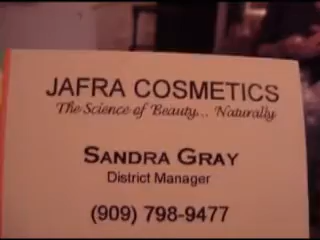 JAFRA COSMETICS
The Science of Beauty... Naturally
SANDRA GRAY
District Manager
(909) 798-9477